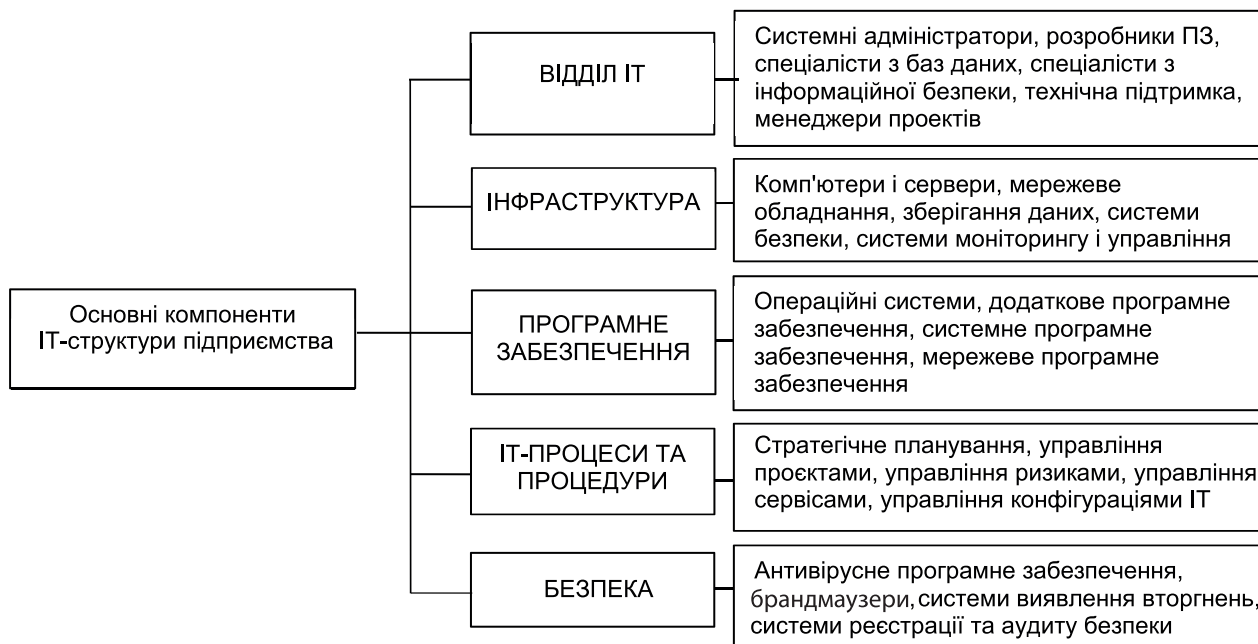 Основні компоненти
ІТ-структури підприємства
ВІДДІЛ ІТ
Системні адміністратори, розробники ПЗ,
спеціалісти з баз даних, спеціалісти з
інформаційної безпеки, технічна підтримка,
менеджери проектів
ІНФРАСТРУКТУРА
Комп'ютери і сервери, мережеве
обладнання, зберігання даних, системи
безпеки, системи моніторингу і управління
ПРОГРАМНЕ
ЗАБЕЗПЕЧЕННЯ
Операційні системи, додаткове програмне
забезпечення, системне програмне
забезпечення, мережеве програмне
забезпечення
ІТ-ПРОЦЕСИ ТА
ПРОЦЕДУРИ
Стратегічне планування, управління
проєктами, управління ризиками, управління
сервісами, управління конфігураціями ІТ
БЕЗПЕКА
Антивірусне програмне забезпечення,
брандмаузери, системи виявлення вторгнень,
системи реєстрації та аудиту безпеки